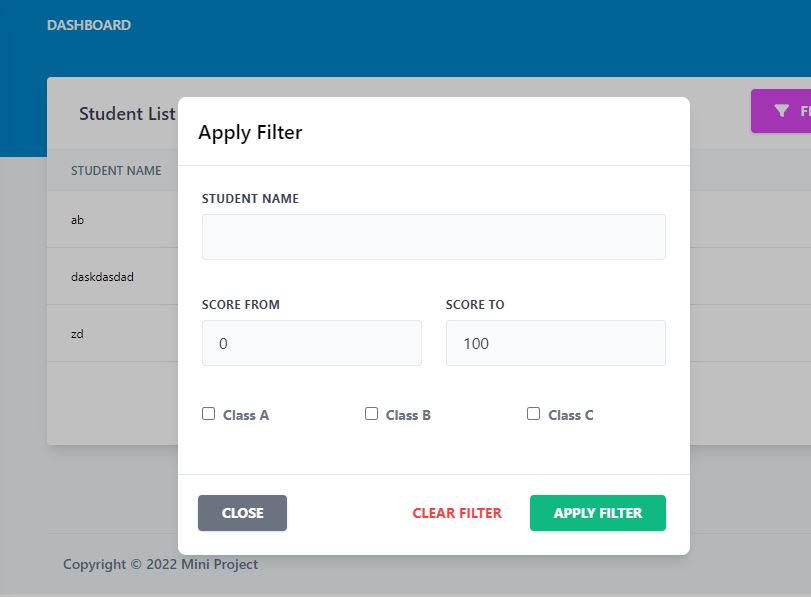 DASHBOARD
Student List
STUDENT NAME
ab
daskdasdad
zd
Apply Filter
STUDENT NAME
SCORE FROM
SCORE TO
0
100
Class A
Class B
Class C
CLOSE
CLEAR FILTER
APPLY FILTER
Copyright © 2022 Mini Project